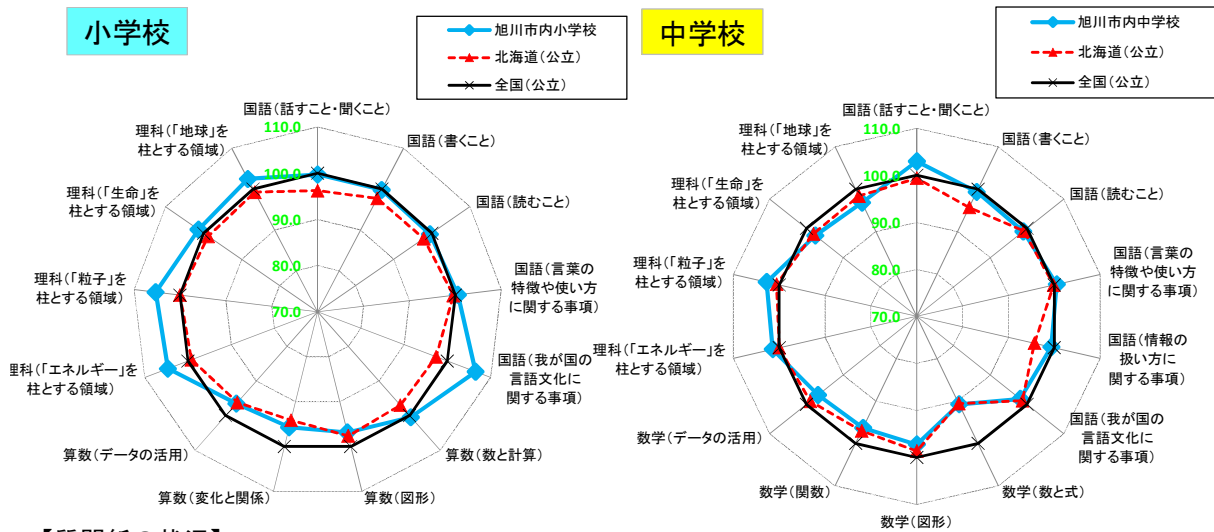 小学校
旭川市内小学校
北海道(公立)
全国(公立)
国語(話すこと・聞くこと)
国語(書くこと)
国語(読むこと)
国語(言葉の
特徴や使い方
に関する事項)
国語(我が国の
言語文化に
関する事項)
算数(数と計算)
算数(図形)
算数(変化と関係)
算数(データの活用)
理科(「エネルギー」を
柱とする領域)
理科(「粒子」を
柱とする領域)
理科(「生命」を
柱とする領域)
理科(「地球」を
柱とする領域)
110.0
100.0
90.0
80.0
70.0
中学校
旭川市内中学校
北海道(公立)
全国(公立)
国語(話すこと・聞くこと)
国語(書くこと)
国語(読むこと)
国語(言葉の
特徴や使い方
に関する事項)
国語(情報の
扱い方に
関する事項)
国語(我が国の
言語文化に
関する事項)
数学(数と式)
数学(図形)
数学(関数)
数学(データの活用)
理科(「エネルギー」を
柱とする領域)
理科(「粒子」を
柱とする領域)
理科(「生命」を
柱とする領域)
理科(「地球」を
柱とする領域)
110.0
100.0
90.0
80.0
70.0